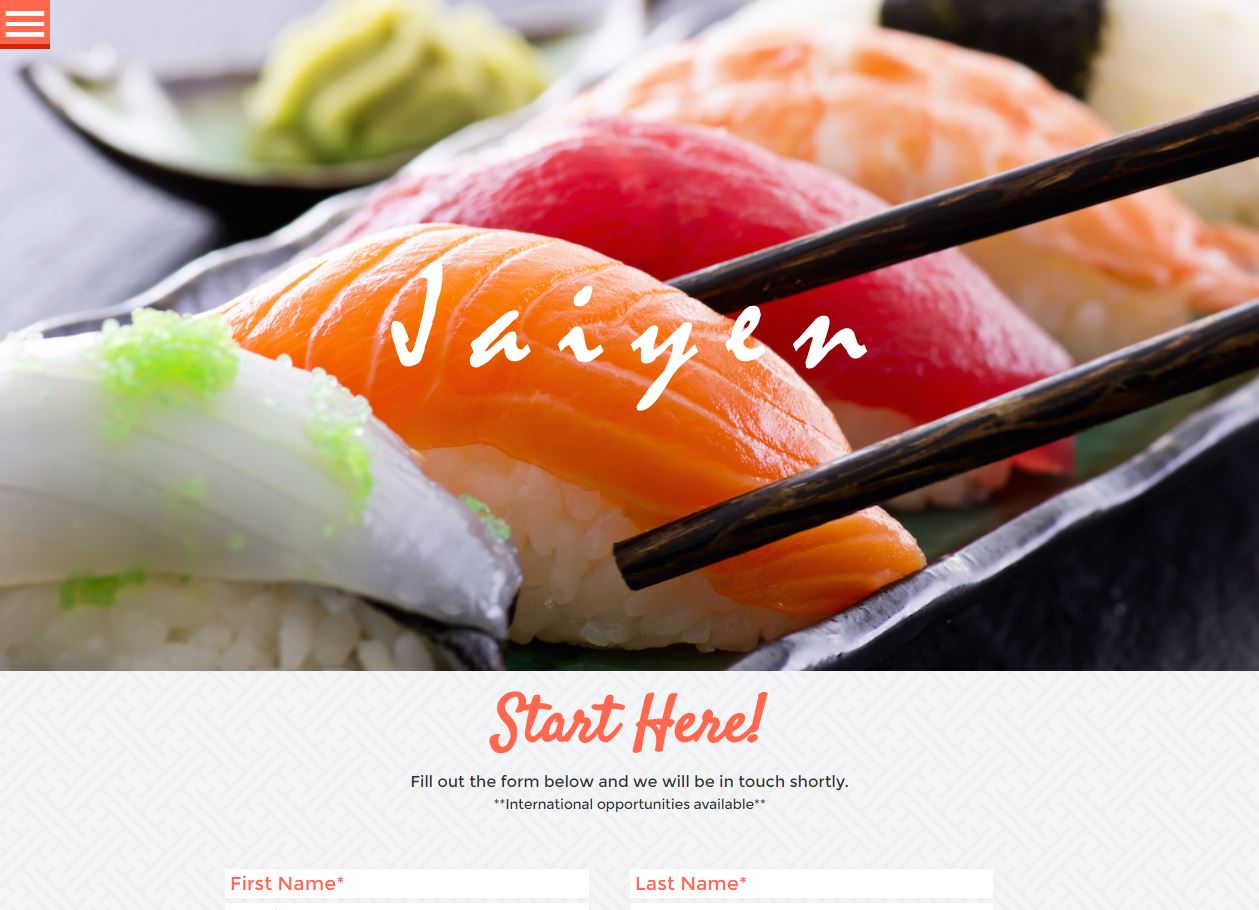 Jaiyen
Start Here!
Fill out the form below and we will be in touch shortly.
**International opportunities available**
First Name*
Last Name*